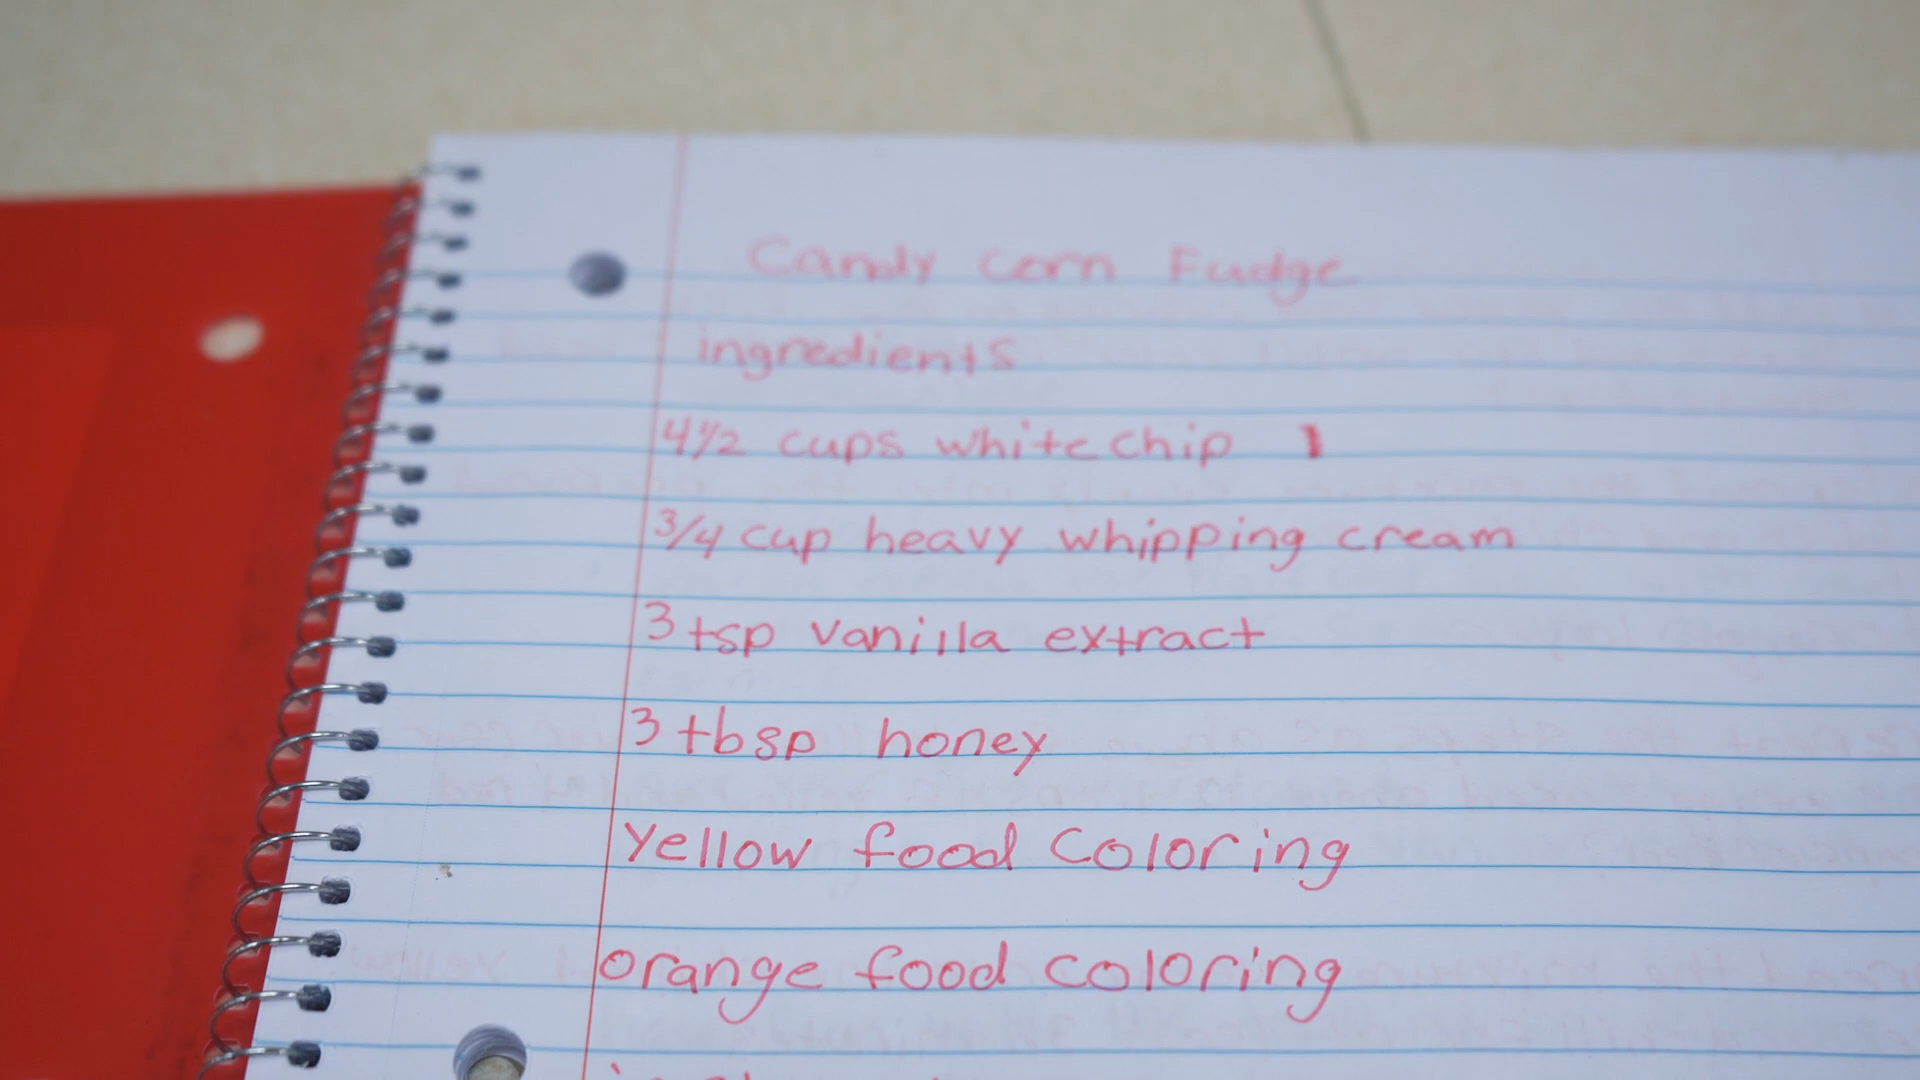 Candy Corn Fudge
ingredients
4 1/2 cups white chip
3/4 cup heavy whipping cream
3 tsp vanilla extract
3 tbsp honey
yellow food coloring
orange food coloring